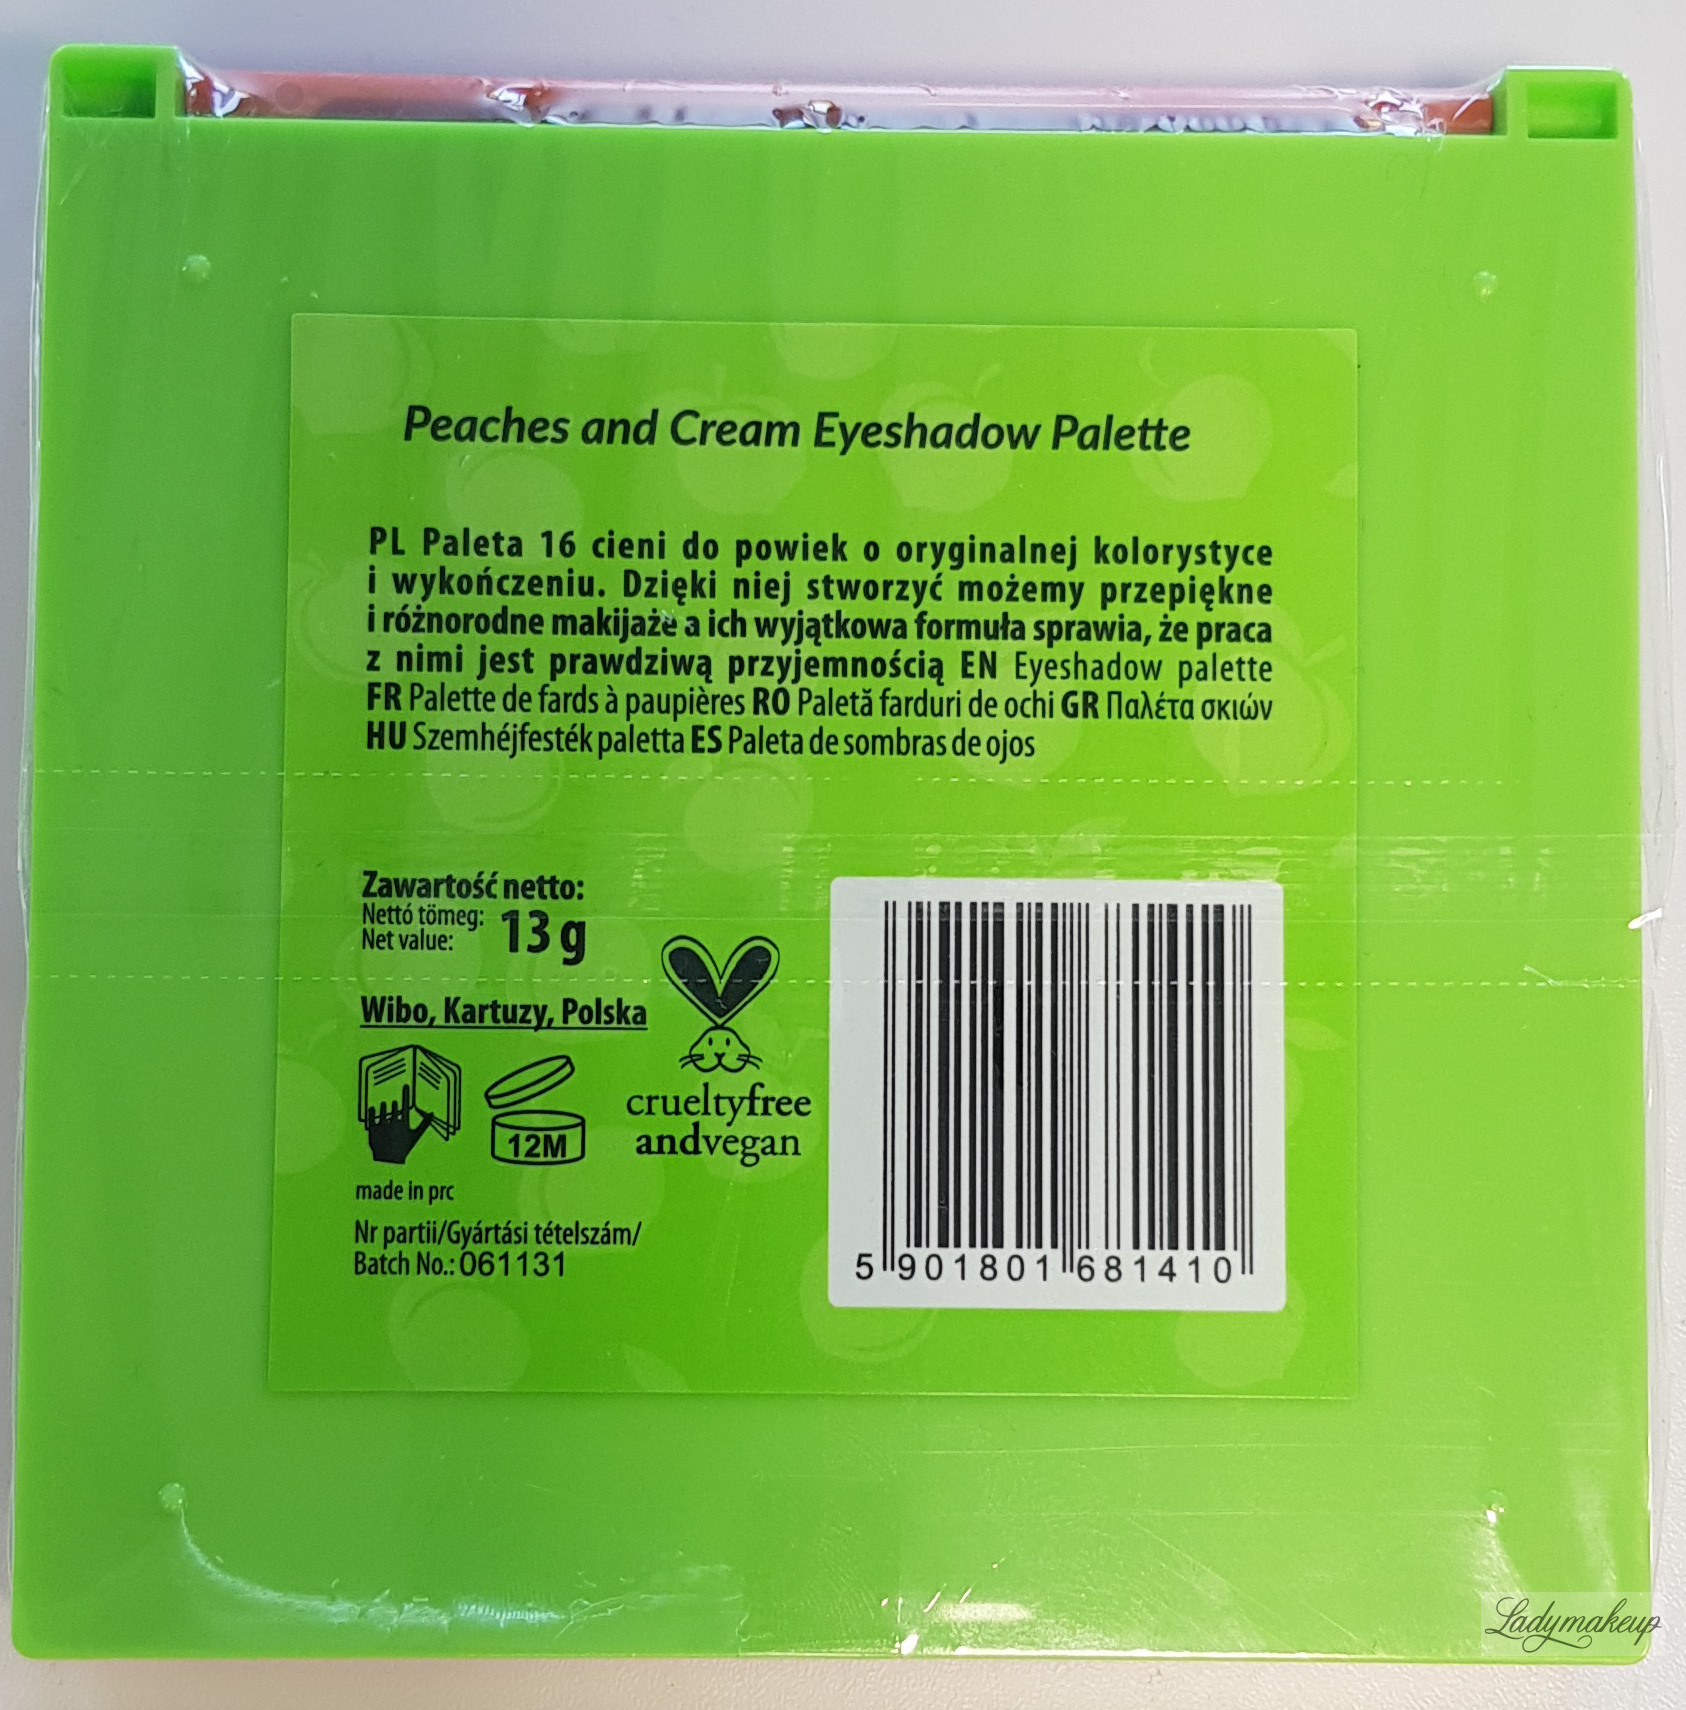 Peaches and Cream Eyeshadow Palette
PL Paleta 16 cieni do powiek o oryginalnej kolorystyce
i wykończeniu. Dzięki niej stworzyć możemy przepiękne
i różnorodne makijaże a ich wyjątkowa formuła sprawia, że praca
z nimi jest prawdziwą przyjemnością EN Eyeshadow palette
FR Palette de fards à paupières RO Paletă farduri de ochi GR Παλέτα σκιών
HU Szemhéjfesték paletta ES Paleta de sombras de ojos
Zawartość netto:
Nettó tömeg:
Net value:
13 g
Wibo, Kartuzy, Polska
12M
crueltyfree
andvegan
made in prc
Nr partii/Gyártási tételszám/
Batch No.: 061131
5 901801 681410
Ladymakeup